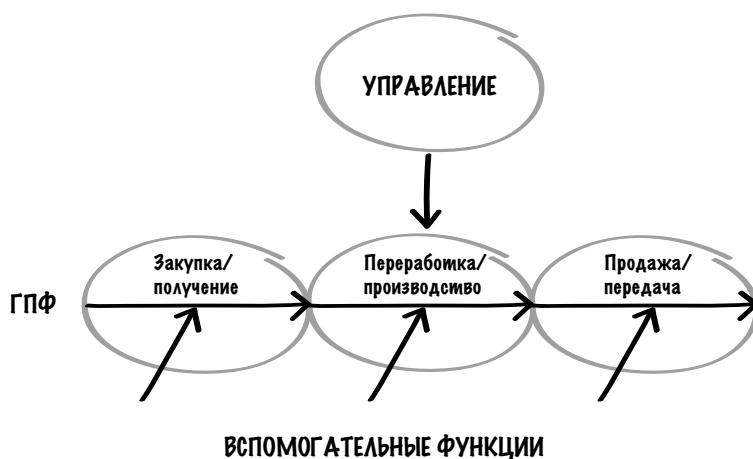 УПРАВЛЕНИЕ
Закупка/
получение
Переработка/
производство
Продажа/
передача
ГПФ
ВСПОМОГАТЕЛЬНЫЕ ФУНКЦИИ